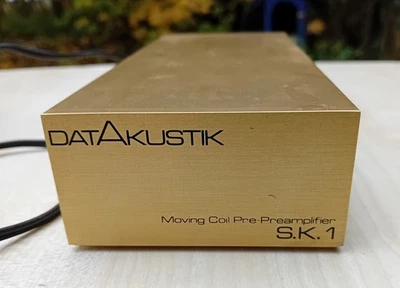 DATAKUSTIK
Moving Coil Pre-Preamplifier
S.K.1